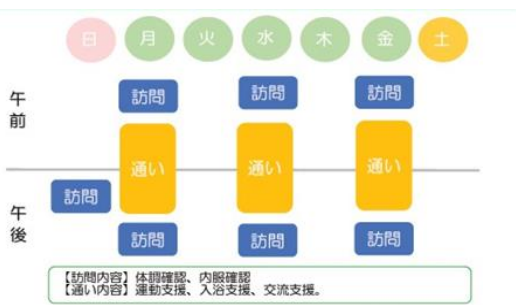 日 月 火 水 木 金 土
午前
訪問 訪問 訪問
通い 通い 通い
訪問
午後
訪問 訪問 訪問
【訪問内容】体調確認、内服確認
【通い内容】運動支援、入浴支援、交流支援。